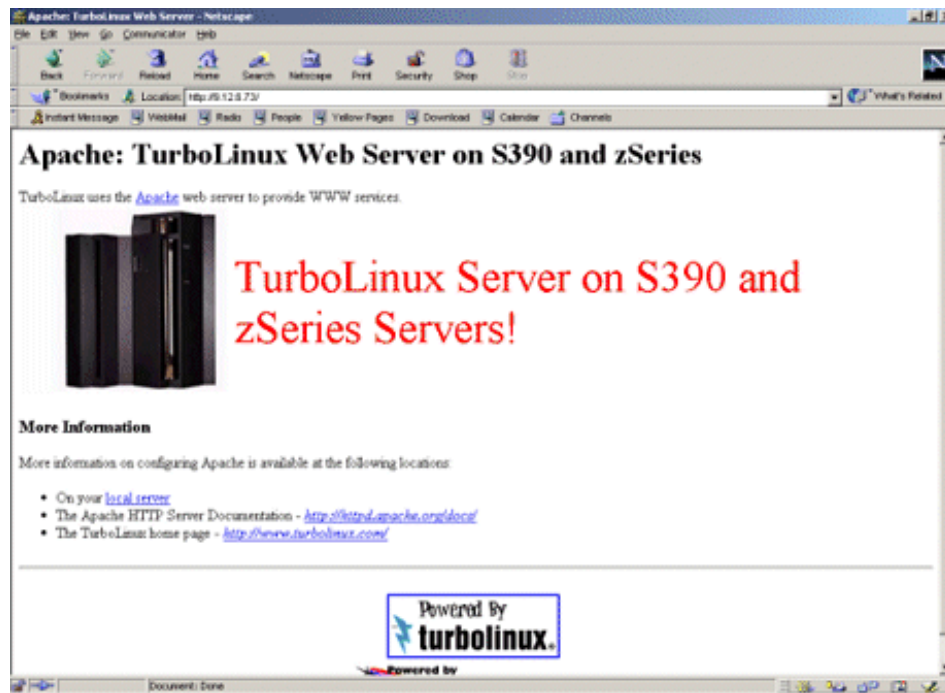 Apache: TurboLinux Web Server - Netscape
File Edit View Go Communicator Help
Back Forward Reload Home Search Netscape Print Security Shop Stop
Bookmarks Location: http://9.12.6.73/ What's Related
Instant Message WebMail Radio People Yellow Pages Download Calendar Channels
Apache: TurboLinux Web Server on S390 and zSeries
TurboLinux uses the Apache web server to provide WWW services.
TurboLinux Server on S390 and
zSeries Servers!
More Information
More information on configuring Apache is available at the following locations:
• On your local server
• The Apache HTTP Server Documentation - http://httpd.apache.org/docs/
• The TurboLinux home page - http://www.turbolinux.com/
Powered By
turbolinux.
Powered by
Document: Done